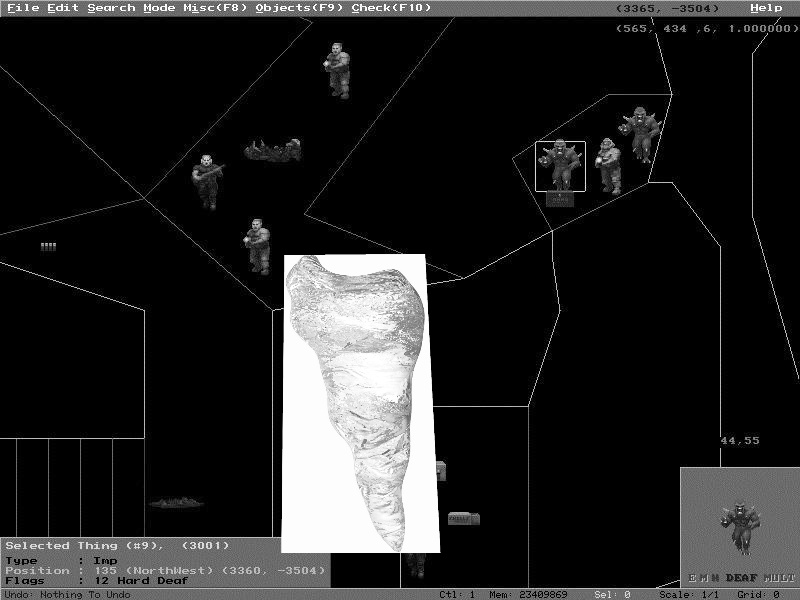 File Edit Search Mode Misc(F8) Objects(F9) Check(F10) (3365, -3504) Help
(565, 434 ,6, 1.000000)
44,55
Selected Thing (#9), (3001)
Type : Imp
Position : 135 (NorthWest) (3360, -3504)
Flags : 12 Hard Deaf
E M H DEAF MULT
Undo: Nothing To Undo Ctl: 1 Mem: 23409869 Sel: 0 Scale: 1/1 Grid: 0